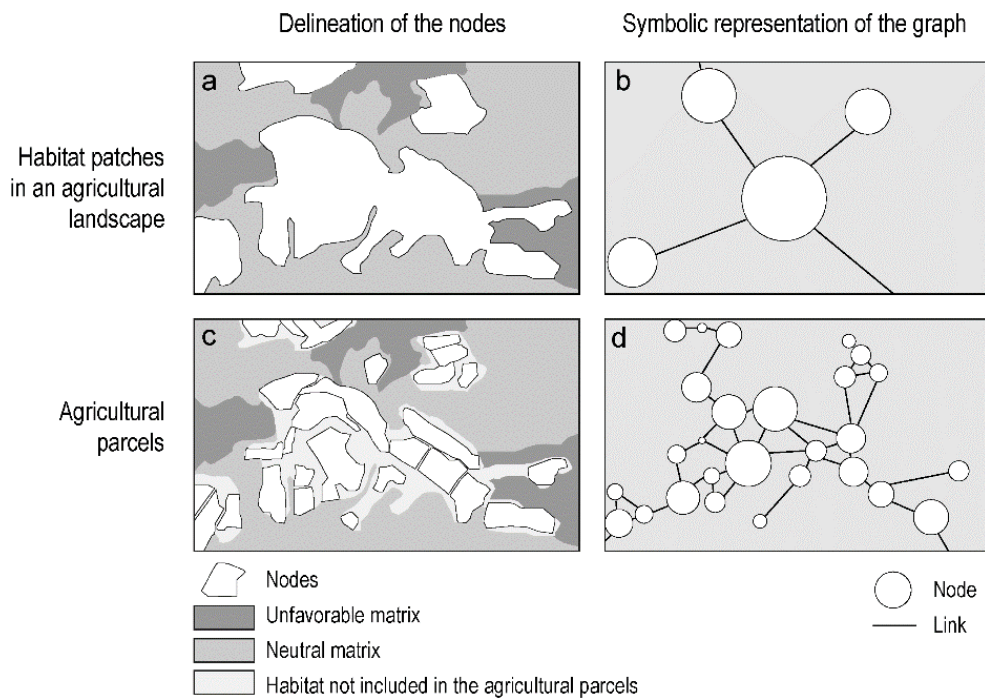 Delineation of the nodes
Symbolic representation of the graph
Habitat patches
in an agricultural
landscape
a
b
Agricultural
parcels
c
d
Nodes
Unfavorable matrix
Neutral matrix
Habitat not included in the agricultural parcels
Node
Link